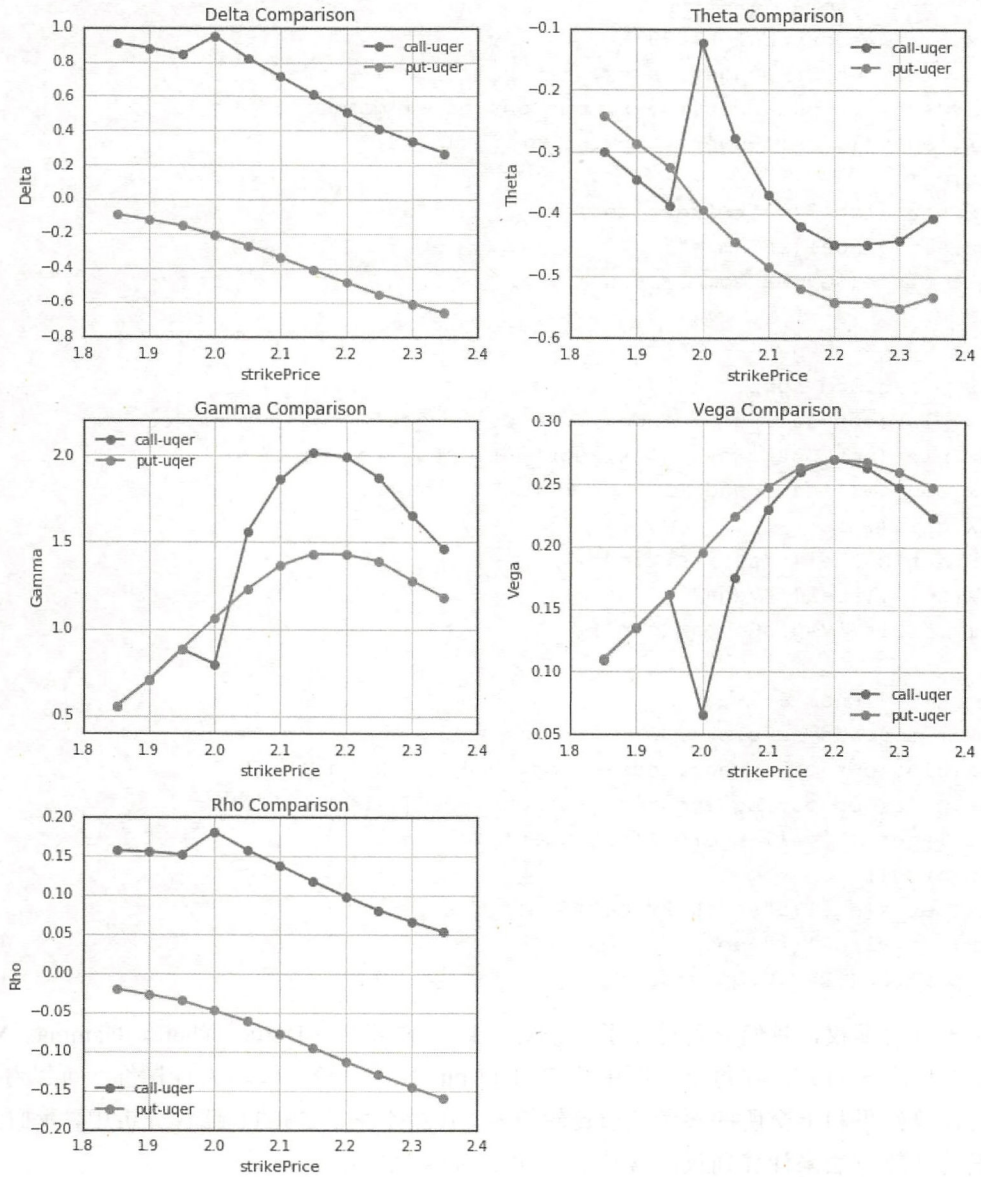 Delta Comparison
1.0
0.8
0.6
0.4
0.2
0.0
−0.2
−0.4
−0.6
−0.8
Delta
call-uqer
put-uqer
1.8 1.9 2.0 2.1 2.2 2.3 2.4
strikePrice
Theta Comparison
−0.1
−0.2
−0.3
−0.4
−0.5
−0.6
Theta
call-uqer
put-uqer
1.8 1.9 2.0 2.1 2.2 2.3 2.4
strikePrice
Gamma Comparison
2.0
1.5
1.0
0.5
Gamma
call-uqer
put-uqer
1.8 1.9 2.0 2.1 2.2 2.3 2.4
strikePrice
Vega Comparison
0.30
0.25
0.20
0.15
0.10
0.05
Vega
call-uqer
put-uqer
1.8 1.9 2.0 2.1 2.2 2.3 2.4
strikePrice
Rho Comparison
0.20
0.15
0.10
0.05
0.00
−0.05
−0.10
−0.15
−0.20
Rho
call-uqer
put-uqer
1.8 1.9 2.0 2.1 2.2 2.3 2.4
strikePrice